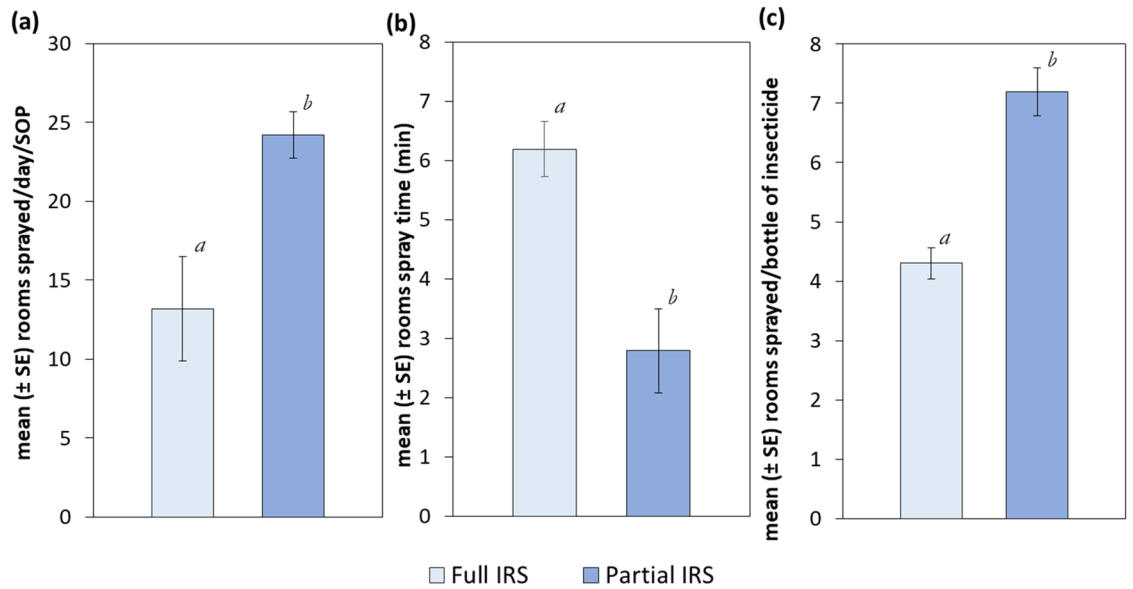 (a)
mean (± SE) rooms sprayed/day/SOP
30
25
20
15
10
5
0
a
b
(b)
mean (± SE) rooms spray time (min)
8
7
6
5
4
3
2
1
0
a
b
(c)
mean (± SE) rooms sprayed/bottle of insecticide
8
7
6
5
4
3
2
1
0
a
b
Full IRS
Partial IRS